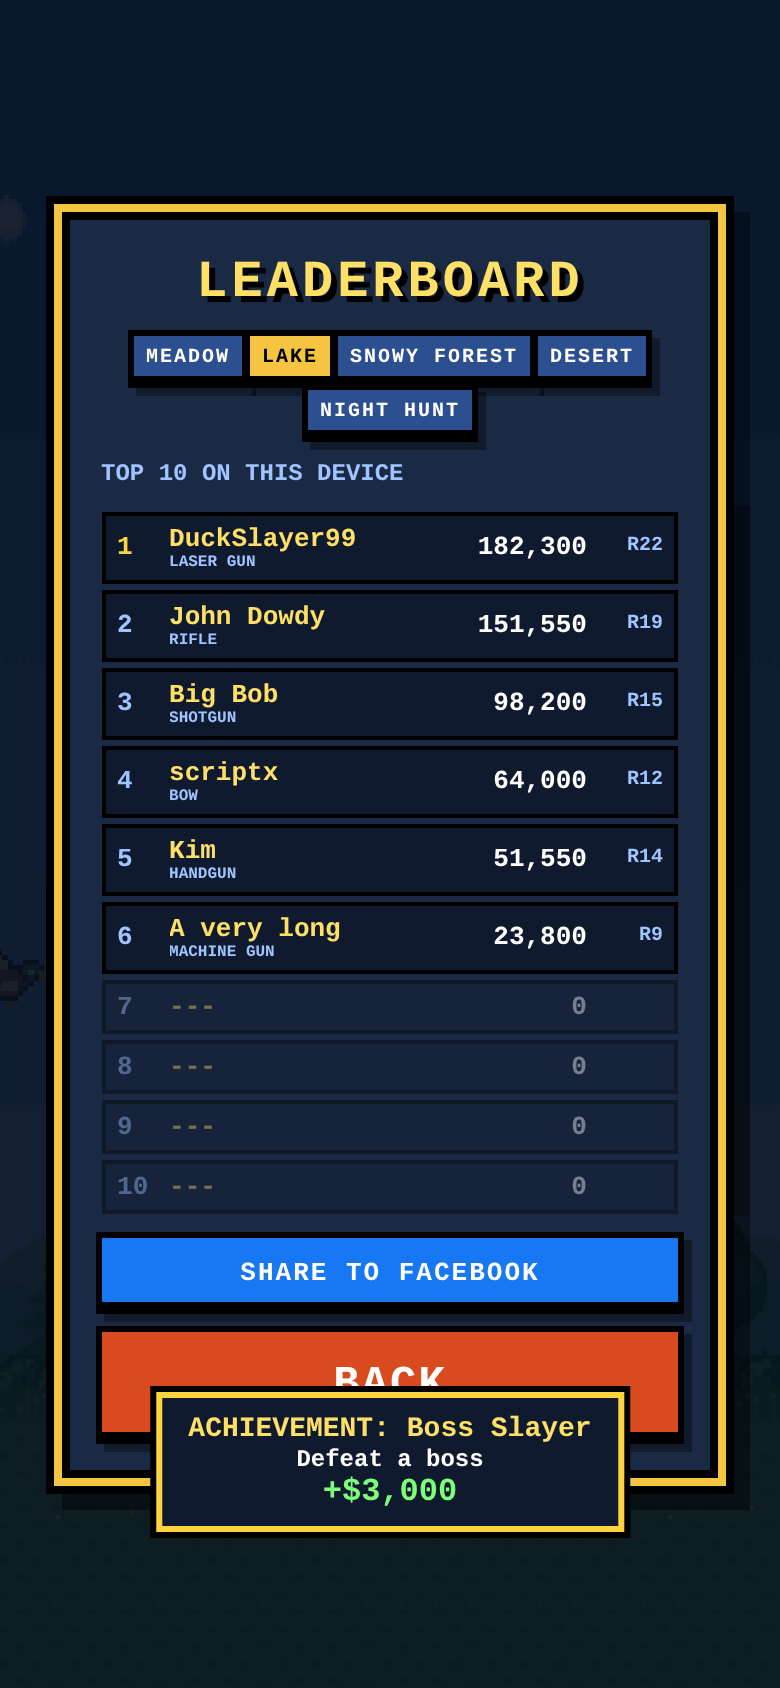 LEADERBOARD
MEADOW LAKE SNOWY FOREST DESERT
NIGHT HUNT
TOP 10 ON THIS DEVICE
1 DuckSlayer99 182,300 R22
LASER GUN
2 John Dowdy 151,550 R19
RIFLE
3 Big Bob 98,200 R15
SHOTGUN
4 scriptx 64,000 R12
BOW
5 Kim 51,550 R14
HANDGUN
6 A very long 23,800 R9
MACHINE GUN
7 --- 0
8 --- 0
9 --- 0
10 --- 0
SHARE TO FACEBOOK
BACK
ACHIEVEMENT: Boss Slayer
Defeat a boss
+$3,000